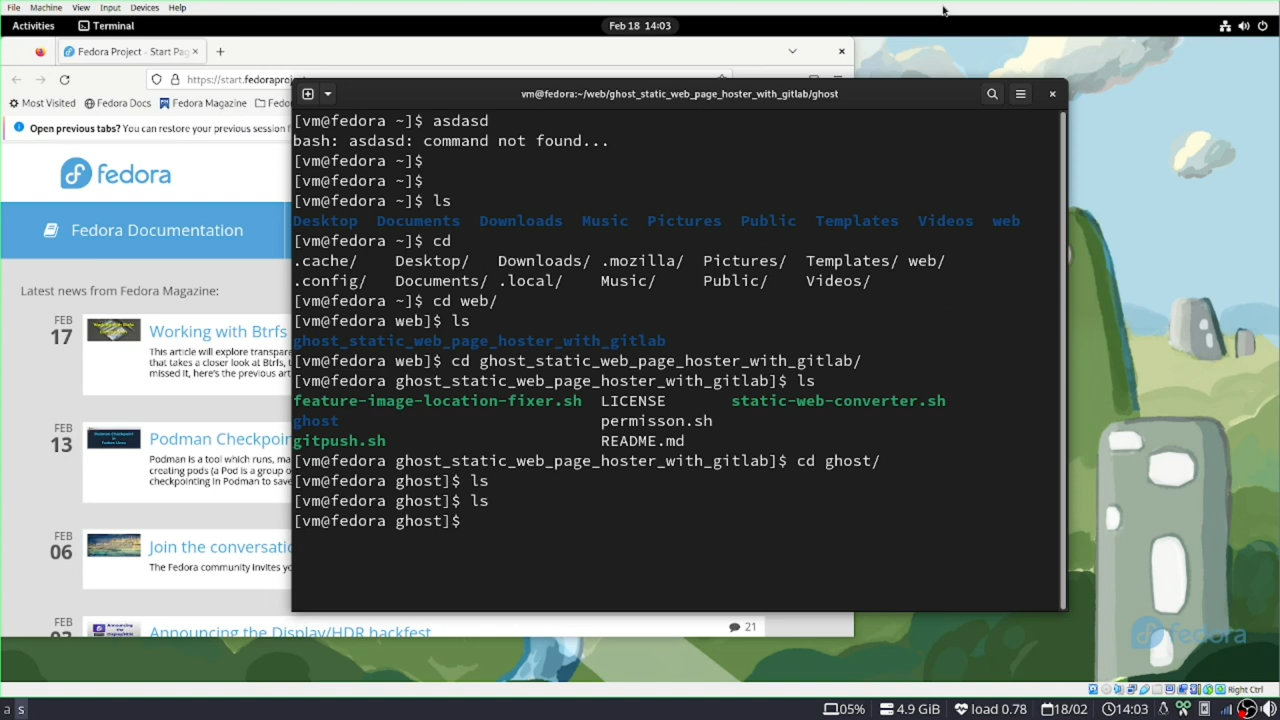 File Machine View Input Devices Help
Activities Terminal Feb 18 14:03
Fedora Project - Start Pag
https://start.fedoraproj
Most Visited Fedora Docs Fedora Magazine Fedor
Open previous tabs? You can restore your previous session
fedora
Fedora Documentation
Latest news from Fedora Magazine:
FEB
17
Working with Btrfs
This article will explore transpare
that takes a closer look at Btrfs, t
missed it, here's the previous art
FEB
13
Podman Checkpoin
Podman is a tool which runs, ma
creating pods (a Pod is a group o
checkpointing in Podman to save
FEB
06
Join the conversatio
The Fedora community invites yo
FEB
Announcing the Display/HDR hackfest
21
vm@fedora:~/web/ghost_static_web_page_hoster_with_gitlab/ghost
[vm@fedora ~]$ asdasd
bash: asdasd: command not found...
[vm@fedora ~]$
[vm@fedora ~]$
[vm@fedora ~]$ ls
Desktop Documents Downloads Music Pictures Public Templates Videos web
[vm@fedora ~]$ cd
.cache/ Desktop/ Downloads/ .mozilla/ Pictures/ Templates/ web/
.config/ Documents/ .local/ Music/ Public/ Videos/
[vm@fedora ~]$ cd web/
[vm@fedora web]$ ls
ghost_static_web_page_hoster_with_gitlab
[vm@fedora web]$ cd ghost_static_web_page_hoster_with_gitlab/
[vm@fedora ghost_static_web_page_hoster_with_gitlab]$ ls
feature-image-location-fixer.sh LICENSE static-web-converter.sh
ghost permisson.sh
gitpush.sh README.md
[vm@fedora ghost_static_web_page_hoster_with_gitlab]$ cd ghost/
[vm@fedora ghost]$ ls
[vm@fedora ghost]$ ls
[vm@fedora ghost]$
fedora
Right Ctrl
a s 05% 4.9 GiB load 0.78 18/02 14:03